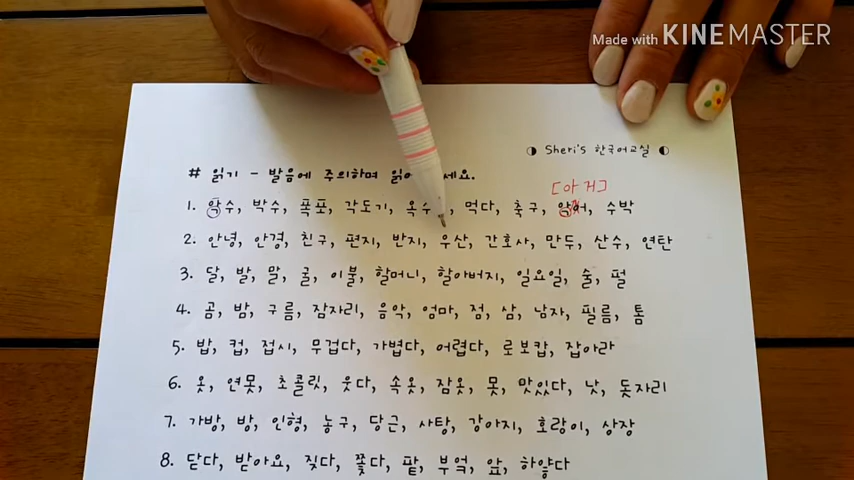 Made with KINEMASTER
◑ Sheri's 한국어교실 ◐
# 읽기 - 발음에 주의하며 읽어 세요.
[아 거]
1. 악수, 박수, 폭포, 각도기, 옥수 , 먹다, 축구, 악어, 수박
2. 안녕, 안경, 친구, 편지, 반지, 우산, 간호사, 만두, 산수, 연탄
3. 달, 발, 말, 굴, 이불, 할머니, 할아버지, 일요일, 술, 펄
4. 곰, 밤, 구름, 잠자리, 음악, 엄마, 점, 삼, 남자, 필름, 톰
5. 밥, 컵, 접시, 무겁다, 가볍다, 어렵다, 로보캅, 잡아라
6. 옷, 연못, 초콜릿, 웃다, 속옷, 잠옷, 못, 맛있다, 낫, 돗자리
7. 가방, 방, 인형, 농구, 당근, 사탕, 강아지, 호랑이, 상장
8. 닫다, 받아요, 짖다, 쫓다, 팥, 부엌, 앞, 하얗다